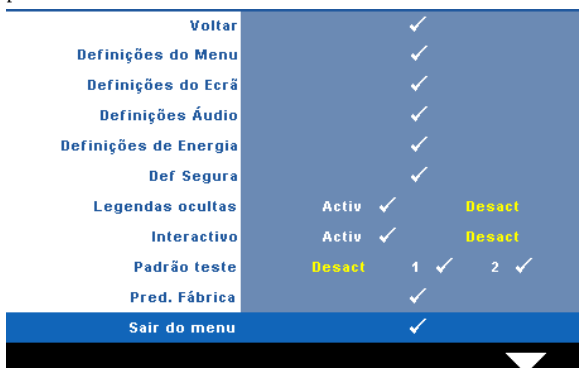 Voltar ✓
Definições do Menu ✓
Definições do Ecrã ✓
Definições Áudio ✓
Definições de Energia ✓
Def Segura ✓
Legendas ocultas Activ ✓ Desact
Interactivo Activ ✓ Desact
Padrão teste Desact 1 ✓ 2 ✓
Pred. Fábrica ✓
Sair do menu ✓